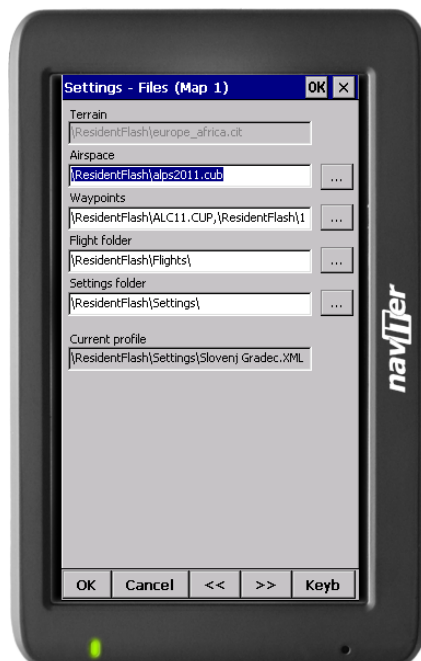 Settings - Files (Map 1) OK ×
Terrain
\ResidentFlash\europe_africa.cit
Airspace
\ResidentFlash\alps2011.cub ...
Waypoints
\ResidentFlash\ALC11.CUP,\ResidentFlash\1 ...
Flight folder
\ResidentFlash\Flights\ ...
Settings folder
\ResidentFlash\Settings\ ...
Current profile
\ResidentFlash\Settings\Slovenj Gradec.XML
OK Cancel << >> Keyb
naviter